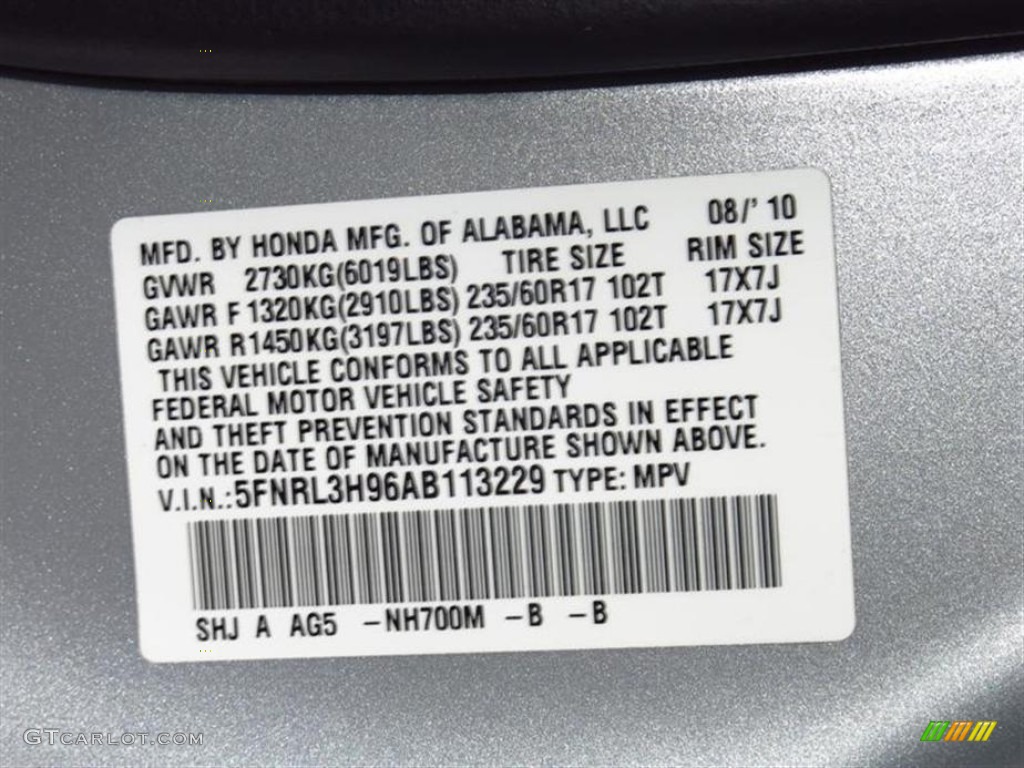 MFD. BY HONDA MFG. OF ALABAMA, LLC 08/' 10
GVWR 2730KG(6019LBS) TIRE SIZE RIM SIZE
GAWR F 1320KG(2910LBS) 235/60R17 102T 17X7J
GAWR R1450KG(3197LBS) 235/60R17 102T 17X7J
THIS VEHICLE CONFORMS TO ALL APPLICABLE
FEDERAL MOTOR VEHICLE SAFETY
AND THEFT PREVENTION STANDARDS IN EFFECT
ON THE DATE OF MANUFACTURE SHOWN ABOVE.
V.I.N.:5FNRL3H96AB113229 TYPE: MPV
SHJ A AG5 -NH700M -B -B
GTCARLOT.COM